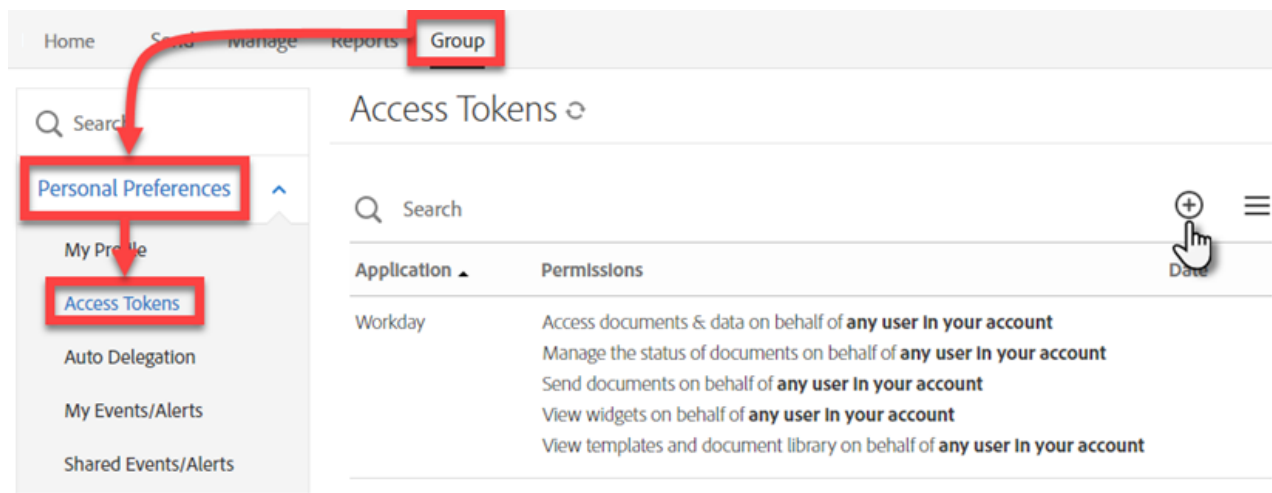 Home Send Manage Reports Group
Search
Access Tokens
Personal Preferences
My Profile
Access Tokens
Auto Delegation
My Events/Alerts
Shared Events/Alerts
Search
Application Permissions Date
Workday Access documents & data on behalf of any user in your account
Manage the status of documents on behalf of any user in your account
Send documents on behalf of any user in your account
View widgets on behalf of any user in your account
View templates and document library on behalf of any user in your account